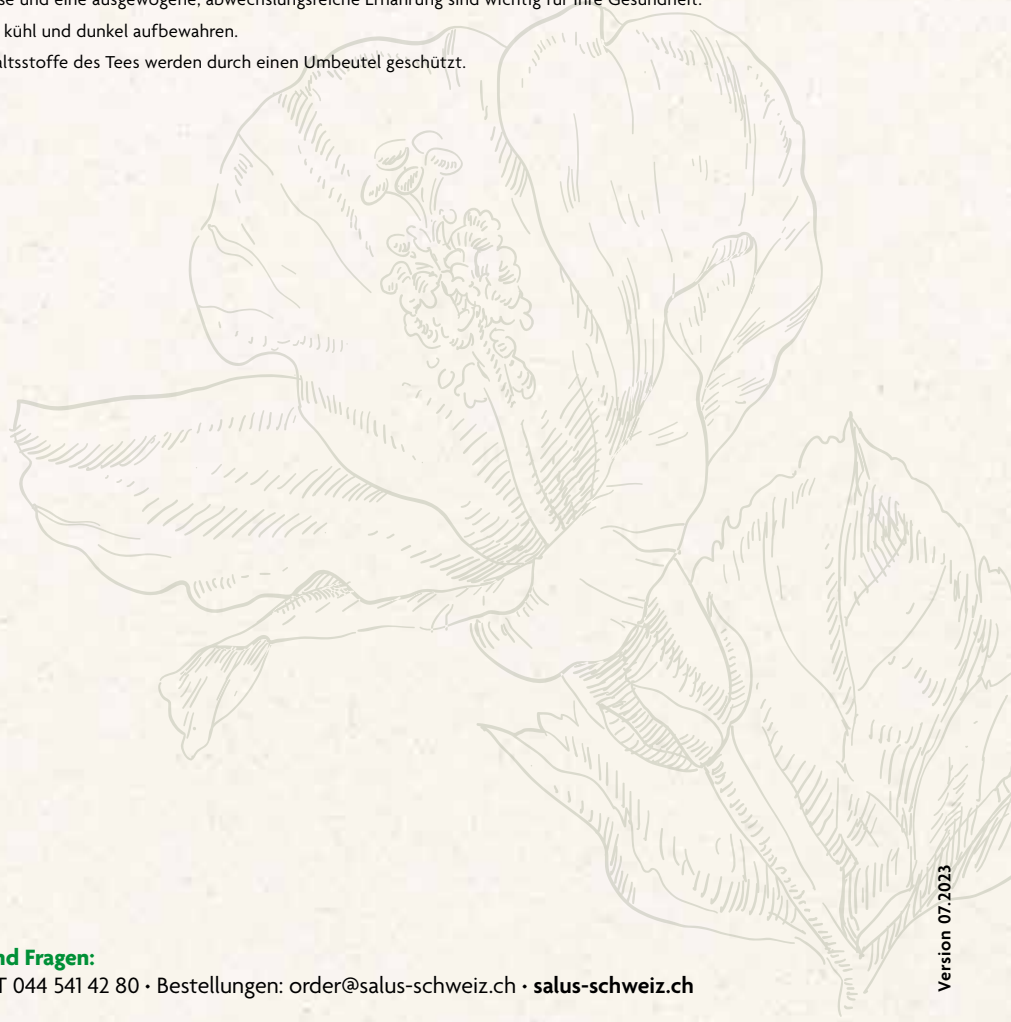 und eine ausgewogene, abwechslungsreiche Ernährung sind wichtig für Ihre Gesundheit.
kühl und dunkel aufbewahren.
ltsstoffe des Tees werden durch einen Umbeutel geschützt.
Version 07.2023
nd Fragen:
T 044 541 42 80 • Bestellungen: order@salus-schweiz.ch • salus-schweiz.ch